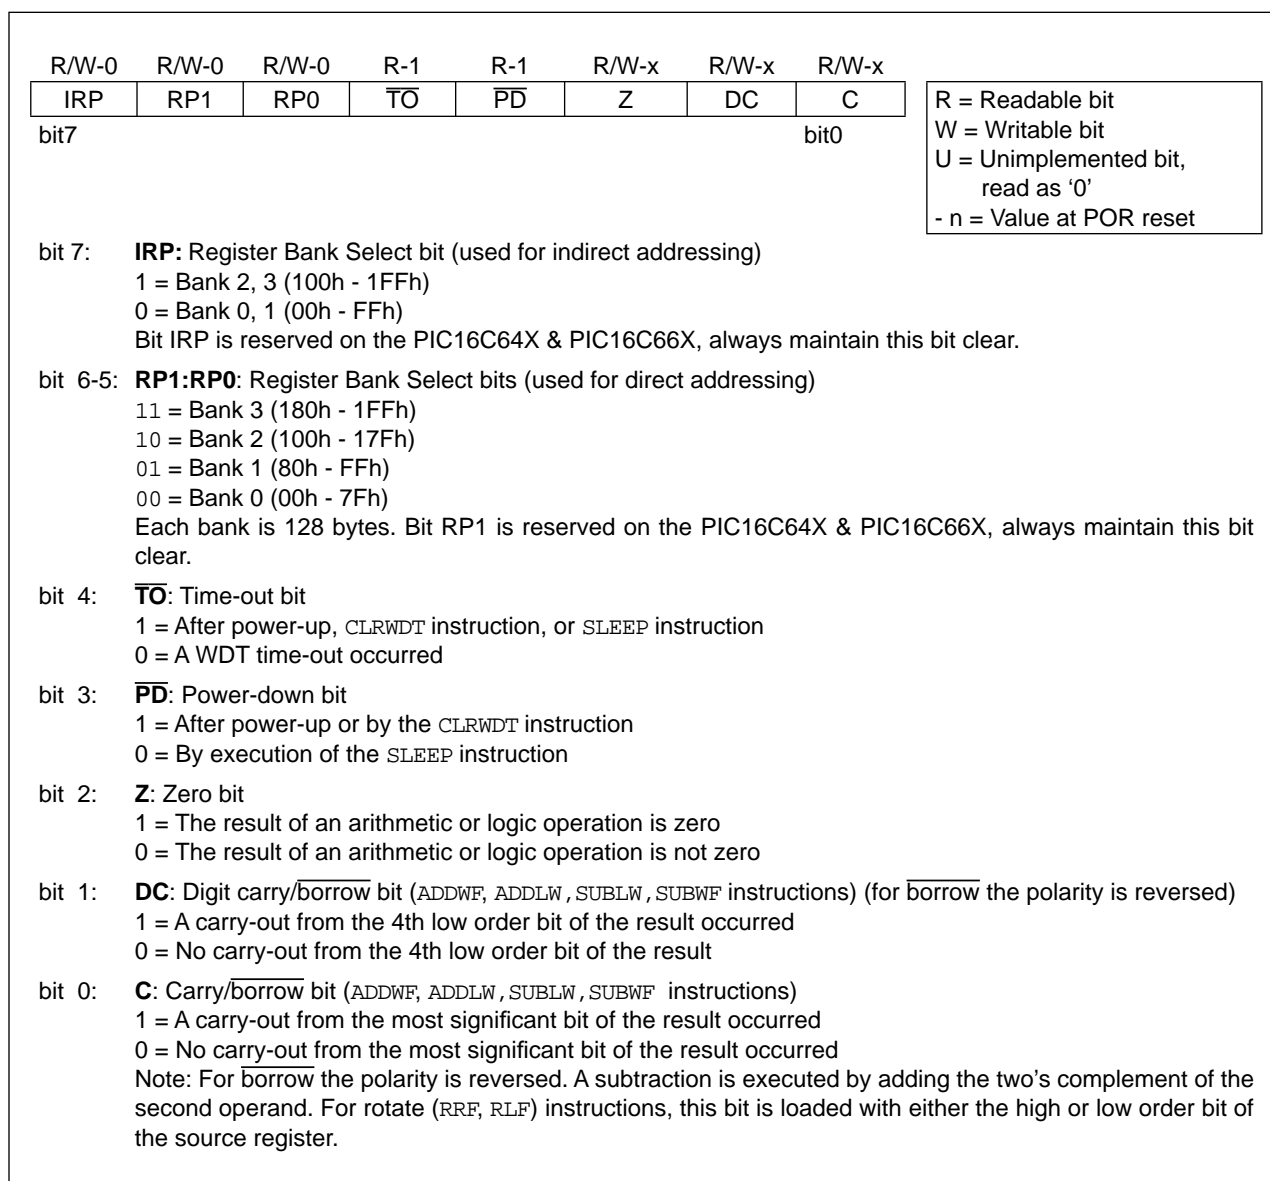 R/W-0 R/W-0 R/W-0 R-1 R-1 R/W-x R/W-x R/W-x
IRP RP1 RP0 T̅O̅ P̅D̅ Z DC C
bit7 bit0
R = Readable bit
W = Writable bit
U = Unimplemented bit,
read as ‘0’
- n = Value at POR reset
bit 7: IRP: Register Bank Select bit (used for indirect addressing)
1 = Bank 2, 3 (100h - 1FFh)
0 = Bank 0, 1 (00h - FFh)
Bit IRP is reserved on the PIC16C64X & PIC16C66X, always maintain this bit clear.
bit 6-5: RP1:RP0: Register Bank Select bits (used for direct addressing)
11 = Bank 3 (180h - 1FFh)
10 = Bank 2 (100h - 17Fh)
01 = Bank 1 (80h - FFh)
00 = Bank 0 (00h - 7Fh)
Each bank is 128 bytes. Bit RP1 is reserved on the PIC16C64X & PIC16C66X, always maintain this bit
clear.
bit 4: T̅O̅: Time-out bit
1 = After power-up, CLRWDT instruction, or SLEEP instruction
0 = A WDT time-out occurred
bit 3: P̅D̅: Power-down bit
1 = After power-up or by the CLRWDT instruction
0 = By execution of the SLEEP instruction
bit 2: Z: Zero bit
1 = The result of an arithmetic or logic operation is zero
0 = The result of an arithmetic or logic operation is not zero
bit 1: DC: Digit carry/b̅o̅r̅r̅o̅w̅ bit (ADDWF, ADDLW,SUBLW,SUBWF instructions) (for b̅o̅r̅r̅o̅w̅ the polarity is reversed)
1 = A carry-out from the 4th low order bit of the result occurred
0 = No carry-out from the 4th low order bit of the result
bit 0: C: Carry/b̅o̅r̅r̅o̅w̅ bit (ADDWF, ADDLW,SUBLW,SUBWF instructions)
1 = A carry-out from the most significant bit of the result occurred
0 = No carry-out from the most significant bit of the result occurred
Note: For b̅o̅r̅r̅o̅w̅ the polarity is reversed. A subtraction is executed by adding the two’s complement of the
second operand. For rotate (RRF, RLF) instructions, this bit is loaded with either the high or low order bit of
the source register.